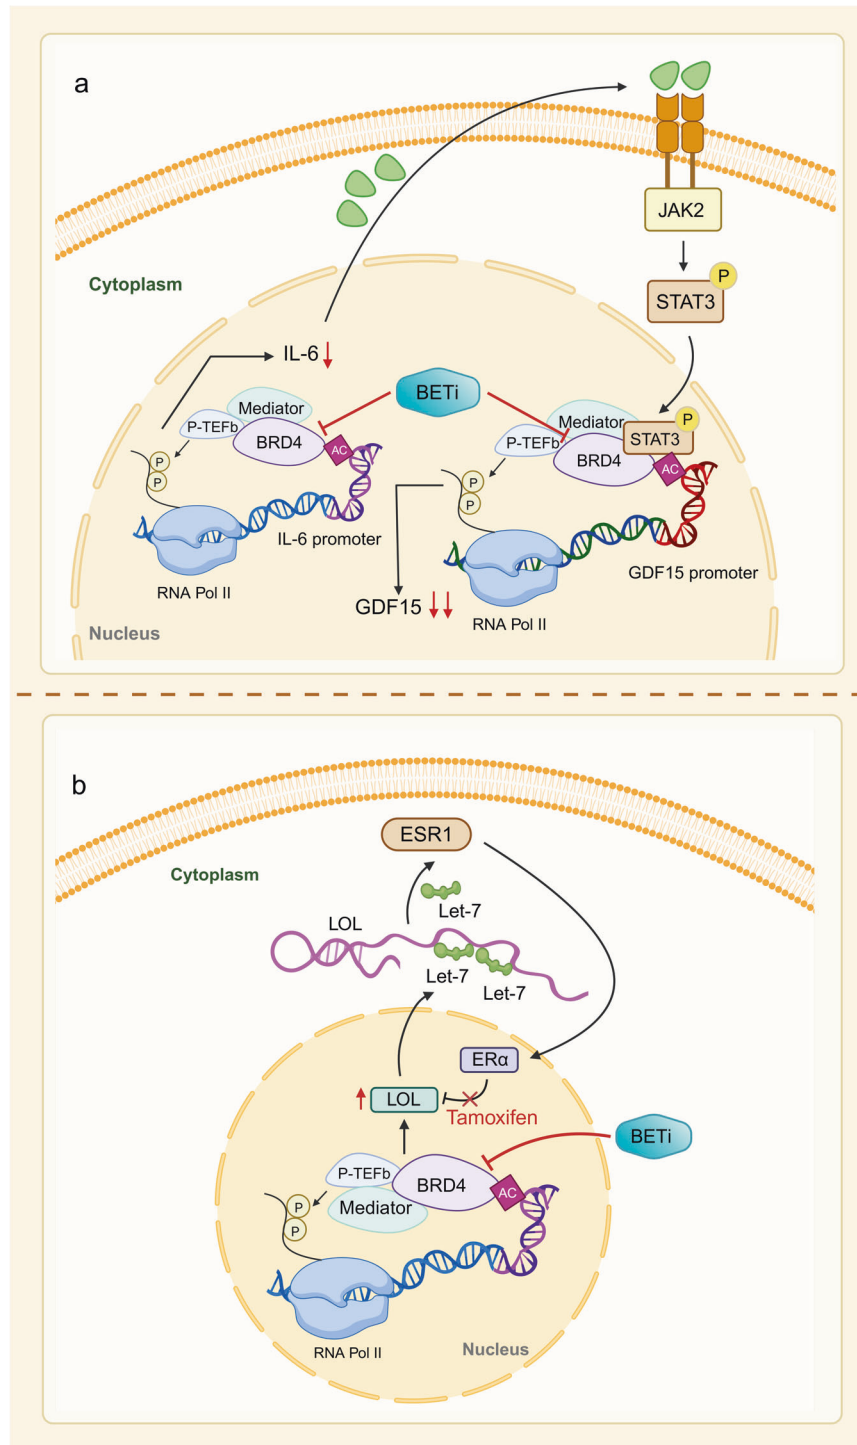 a
JAK2
Cytoplasm
P
STAT3
IL-6
BETi
Mediator
P-TEFb
BRD4
AC
P
P
IL-6 promoter
RNA Pol II
Mediator
P
STAT3
P-TEFb
BRD4
AC
P
P
GDF15 promoter
GDF15
RNA Pol II
Nucleus
b
ESR1
Cytoplasm
Let-7
LOL
Let-7
Let-7
ERα
LOL
Tamoxifen
BETi
P-TEFb
BRD4
AC
Mediator
P
P
RNA Pol II
Nucleus